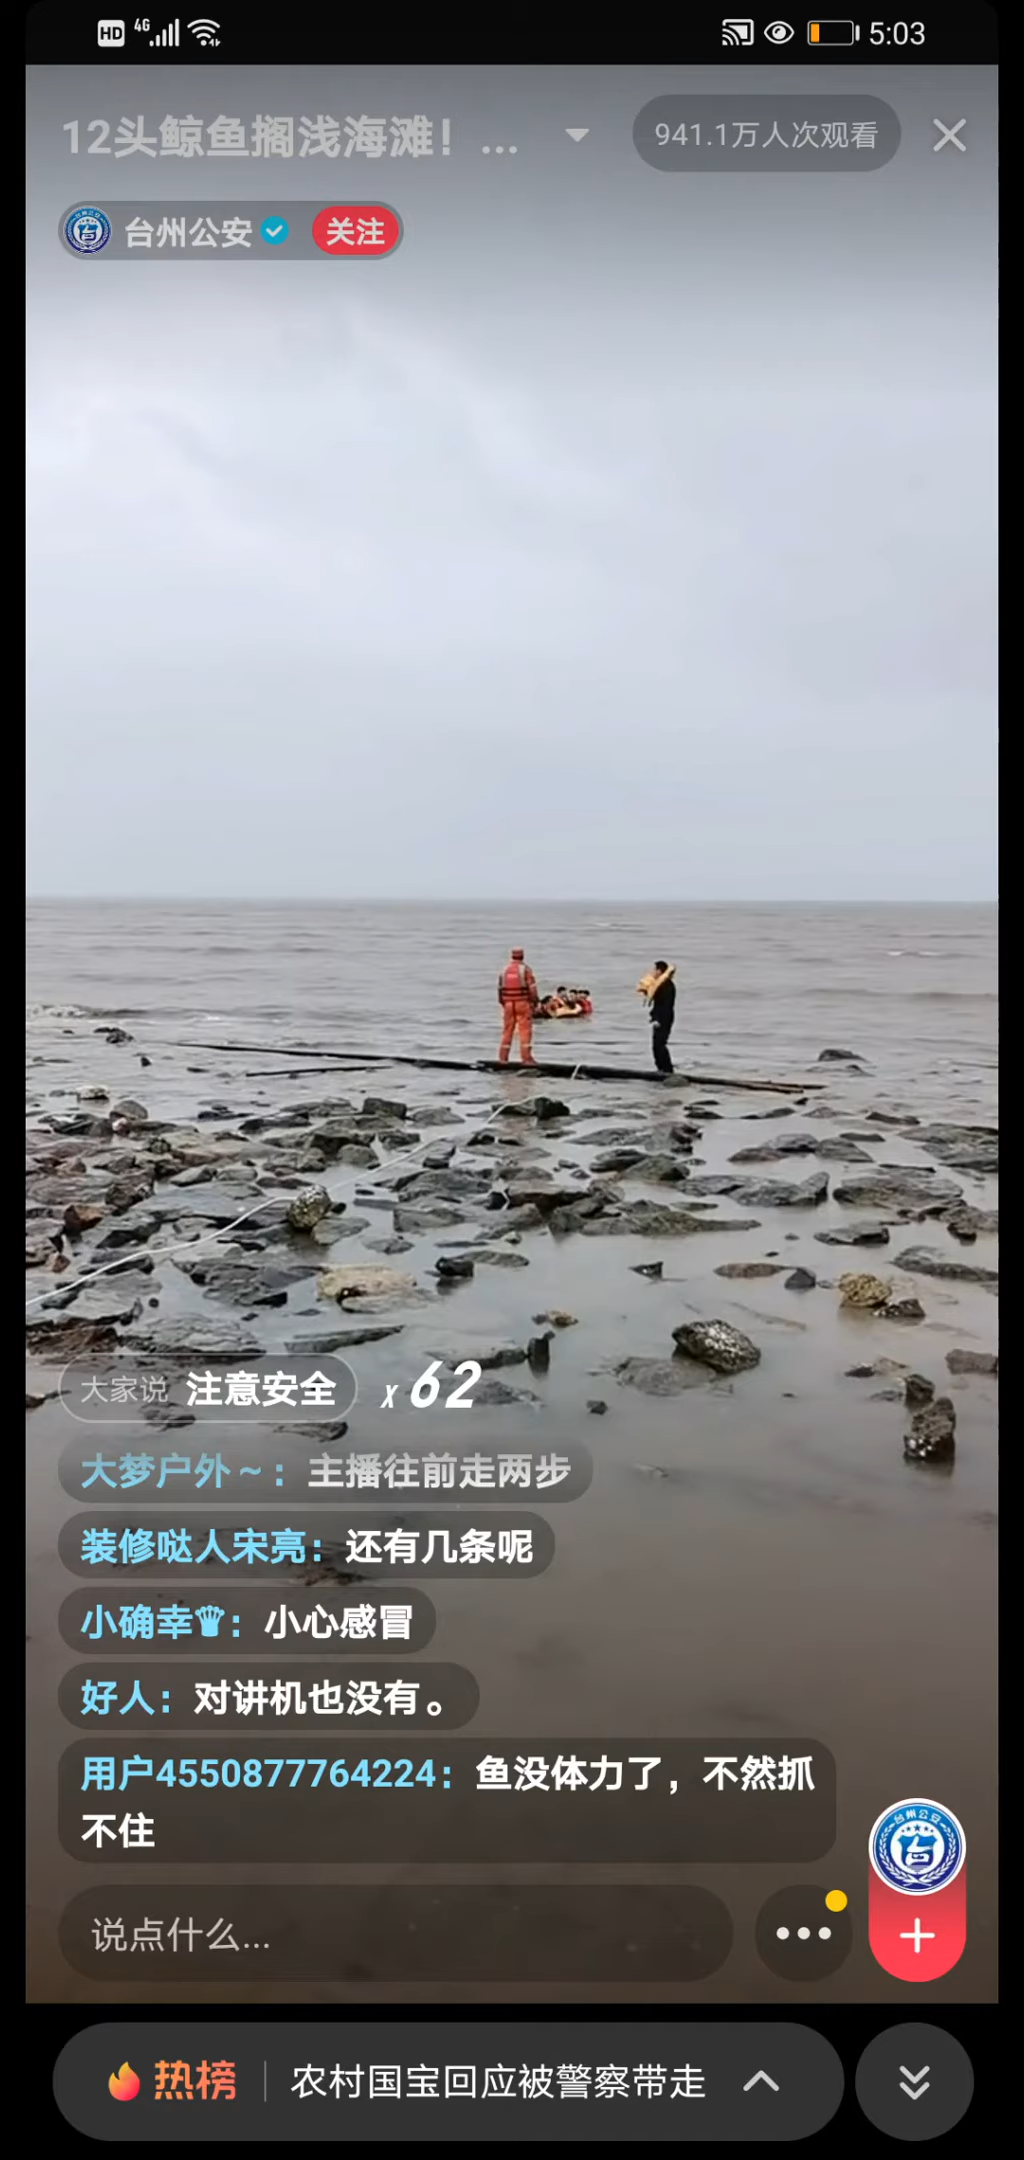 HD 4G 5:03
12头鲸鱼搁浅海滩！...
941.1万人次观看
台州公安 关注
大家说 注意安全 x 62
大梦户外～：主播往前走两步
装修哒人宋亮：还有几条呢
小确幸♛：小心感冒
好人：对讲机也没有。
用户4550877764224：鱼没体力了，不然抓
不住
台州公安
说点什么...
热榜 农村国宝回应被警察带走